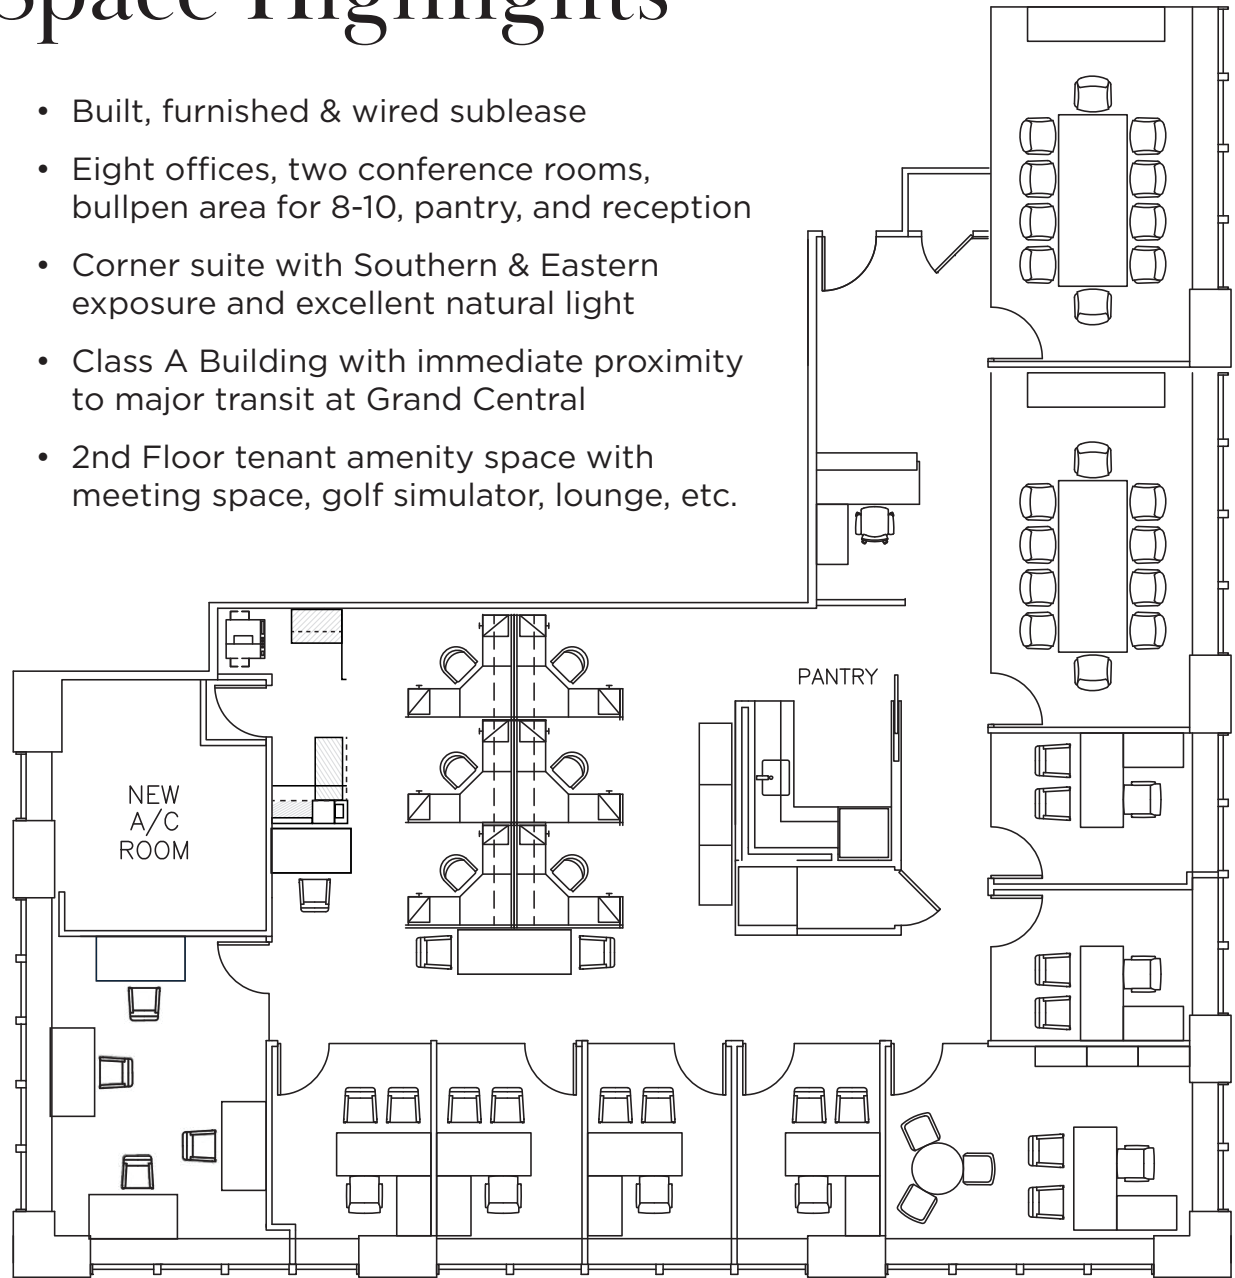 Space Highlights
• Built, furnished & wired sublease
• Eight offices, two conference rooms,
bullpen area for 8-10, pantry, and reception
• Corner suite with Southern & Eastern
exposure and excellent natural light
• Class A Building with immediate proximity
to major transit at Grand Central
• 2nd Floor tenant amenity space with
meeting space, golf simulator, lounge, etc.
PANTRY
NEW
A/C
ROOM